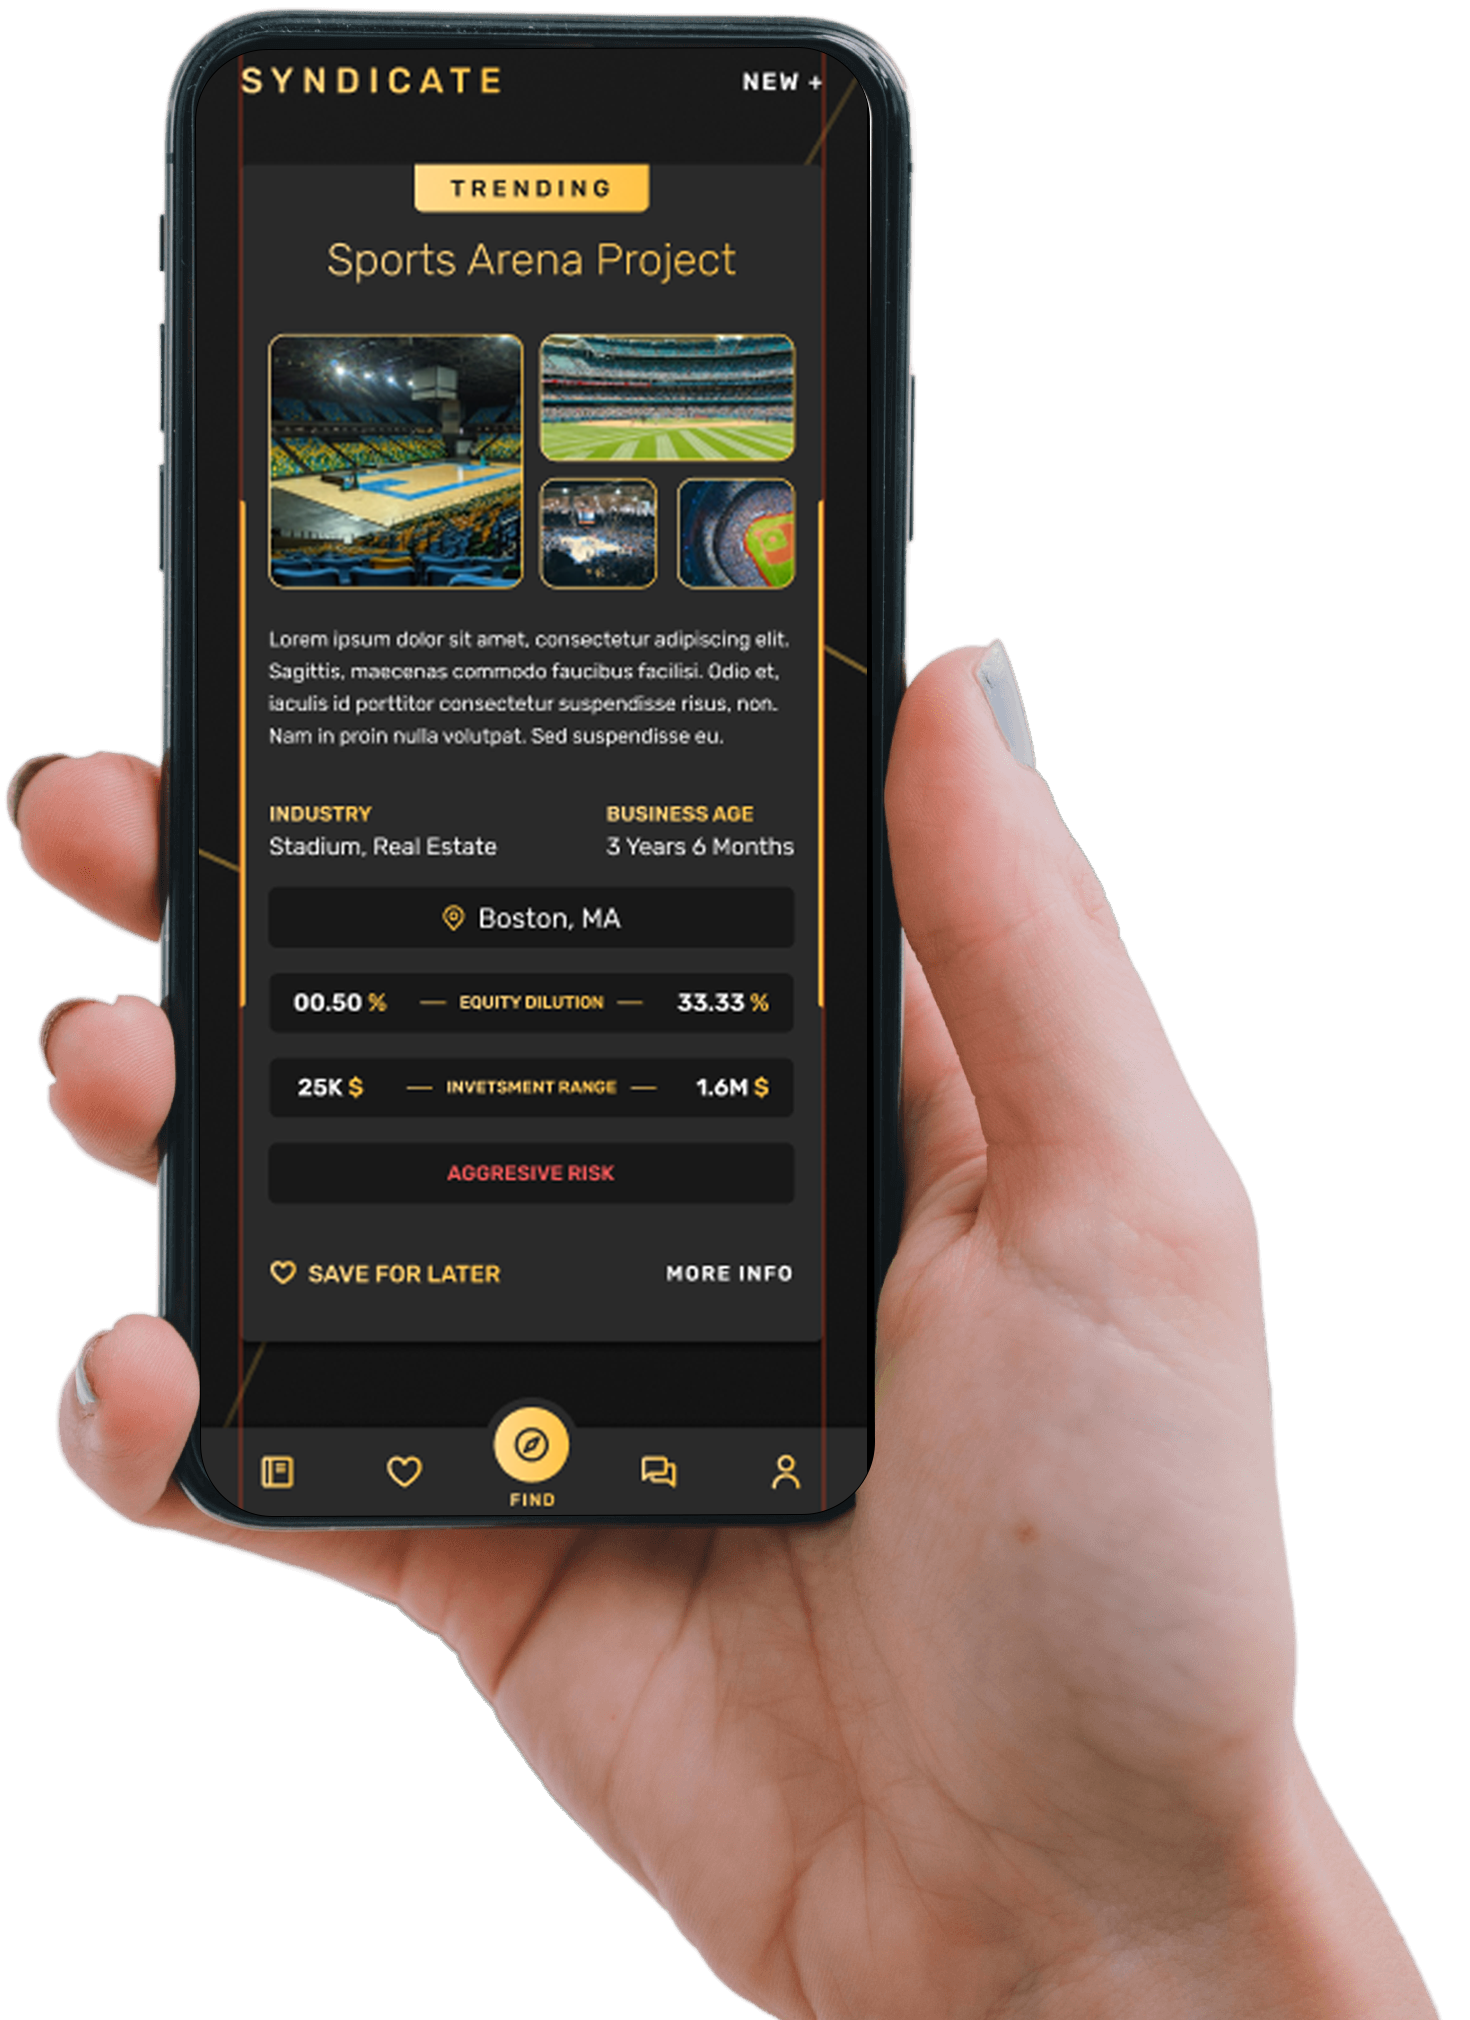 SYNDICATE
NEW +
TRENDING
Sports Arena Project
Lorem ipsum dolor sit amet, consectetur adipiscing elit.
Sagittis, maecenas commodo faucibus facilisi. Odio et,
iaculis id porttitor consectetur suspendisse risus, non.
Nam in proin nulla volutpat. Sed suspendisse eu.
INDUSTRY
Stadium, Real Estate
BUSINESS AGE
3 Years 6 Months
Boston, MA
00.50 % — EQUITY DILUTION — 33.33 %
25K $ — INVETSMENT RANGE — 1.6M $
AGGRESIVE RISK
SAVE FOR LATER
MORE INFO
FIND